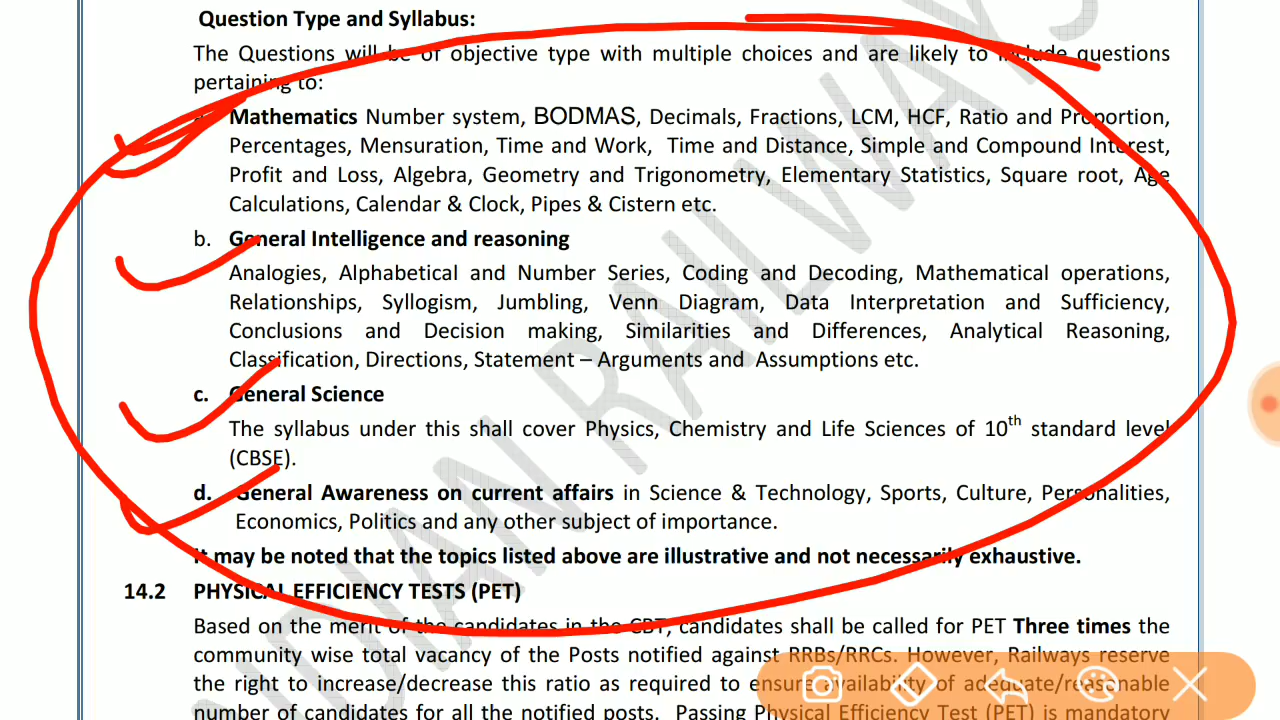 Question Type and Syllabus:
The Questions will be of objective type with multiple choices and are likely to include questions
pertaining to:
a. Mathematics Number system, BODMAS, Decimals, Fractions, LCM, HCF, Ratio and Proportion,
Percentages, Mensuration, Time and Work, Time and Distance, Simple and Compound Interest,
Profit and Loss, Algebra, Geometry and Trigonometry, Elementary Statistics, Square root, Age
Calculations, Calendar & Clock, Pipes & Cistern etc.
b. General Intelligence and reasoning
Analogies, Alphabetical and Number Series, Coding and Decoding, Mathematical operations,
Relationships, Syllogism, Jumbling, Venn Diagram, Data Interpretation and Sufficiency,
Conclusions and Decision making, Similarities and Differences, Analytical Reasoning,
Classification, Directions, Statement – Arguments and Assumptions etc.
c. General Science
The syllabus under this shall cover Physics, Chemistry and Life Sciences of 10th standard level
(CBSE).
d. General Awareness on current affairs in Science & Technology, Sports, Culture, Personalities,
Economics, Politics and any other subject of importance.
It may be noted that the topics listed above are illustrative and not necessarily exhaustive.
14.2 PHYSICAL EFFICIENCY TESTS (PET)
Based on the merit of the candidates in the CBT, candidates shall be called for PET Three times the
community wise total vacancy of the Posts notified against RRBs/RRCs. However, Railways reserve
the right to increase/decrease this ratio as required to ensure availability of adequate/reasonable
number of candidates for all the notified posts. Passing Physical Efficiency Test (PET) is mandatory
INDIAN RAILWAYS